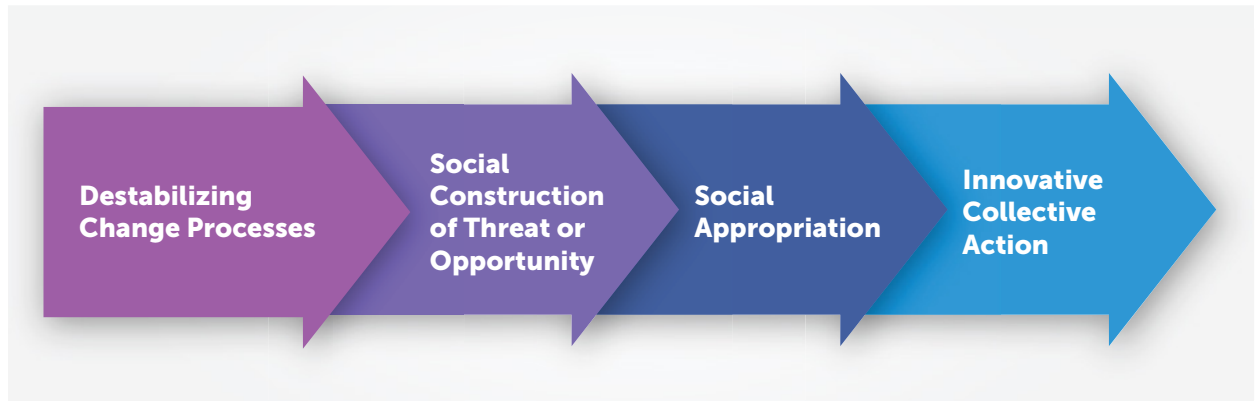 Destabilizing
Change Processes
Social
Construction
of Threat or
Opportunity
Social
Appropriation
Innovative
Collective
Action